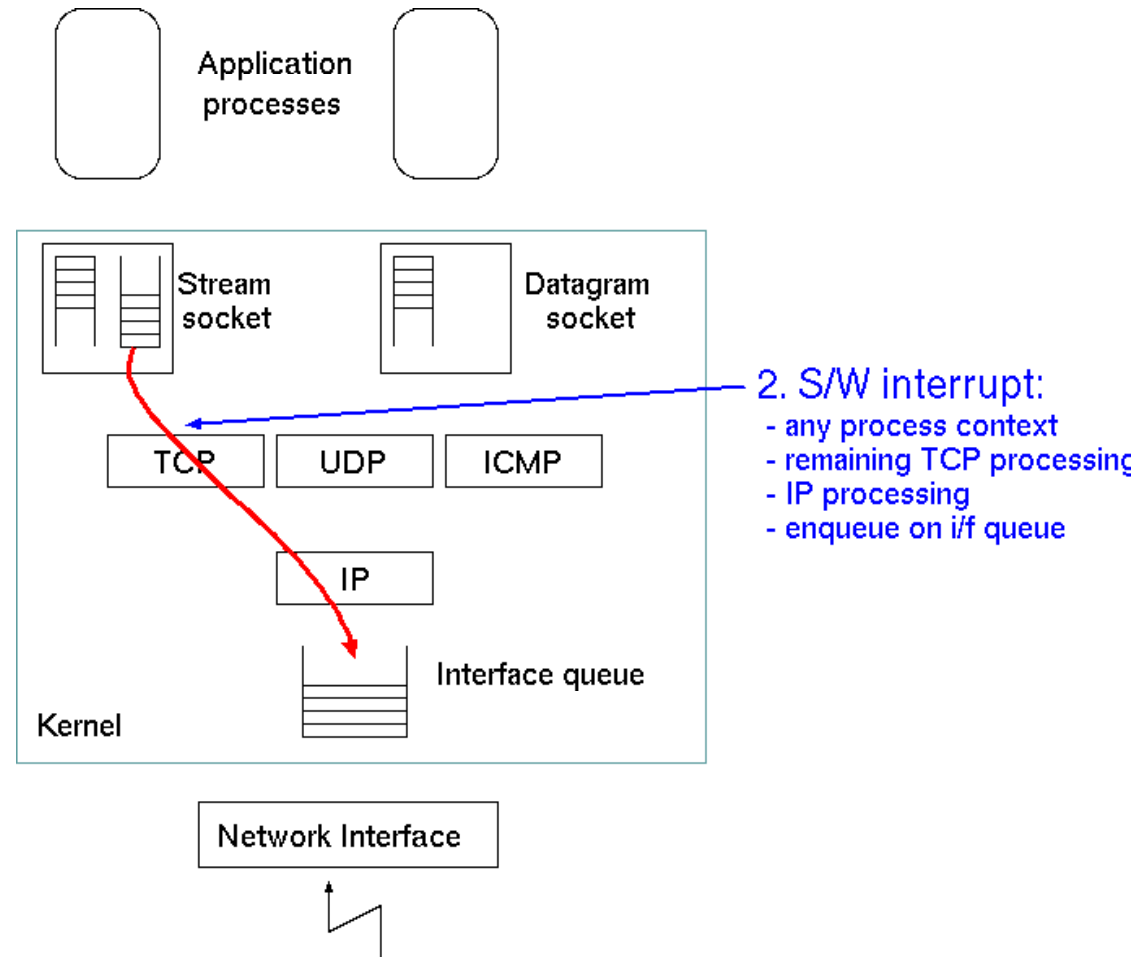 Application
processes
Stream
socket
Datagram
socket
2. S/W interrupt:
- any process context
- remaining TCP processing
- IP processing
- enqueue on i/f queue
TCP
UDP
ICMP
IP
Interface queue
Kernel
Network Interface